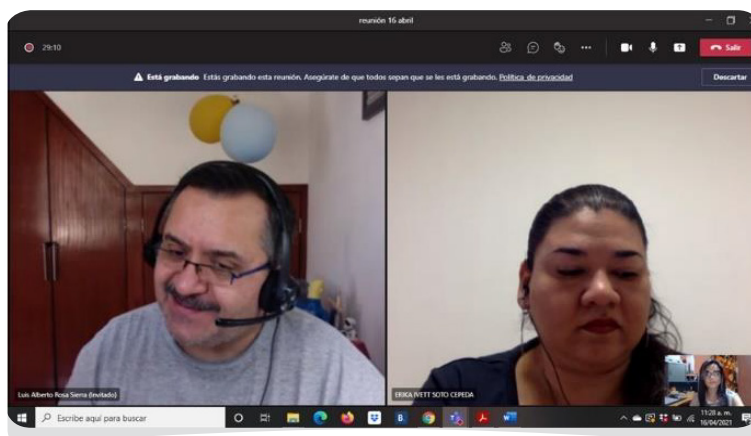 reunión 16 abril
29:10
Salir
Está grabando Estás grabando esta reunión. Asegúrate de que todos sepan que se les está grabando. Política de privacidad
Descartar
Luis Alberto Rosa Sierra (Invitado)
ERIKA IVETT SOTO CEPEDA
Escribe aquí para buscar
11:28 a. m.
16/04/2021